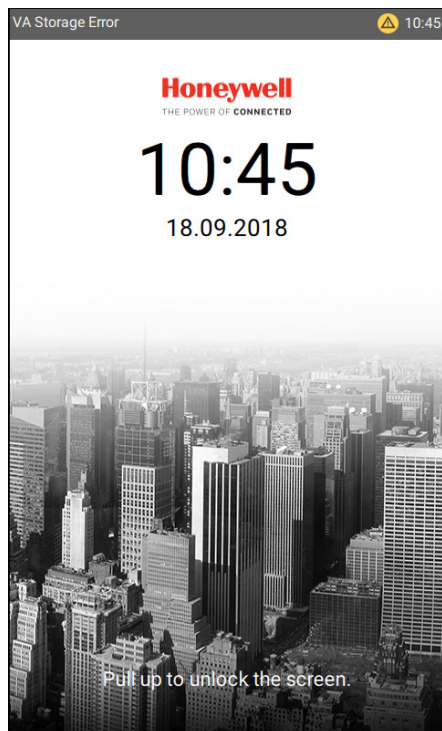 VA Storage Error 10:45
Honeywell
THE POWER OF CONNECTED
10:45
18.09.2018
Pull up to unlock the screen.